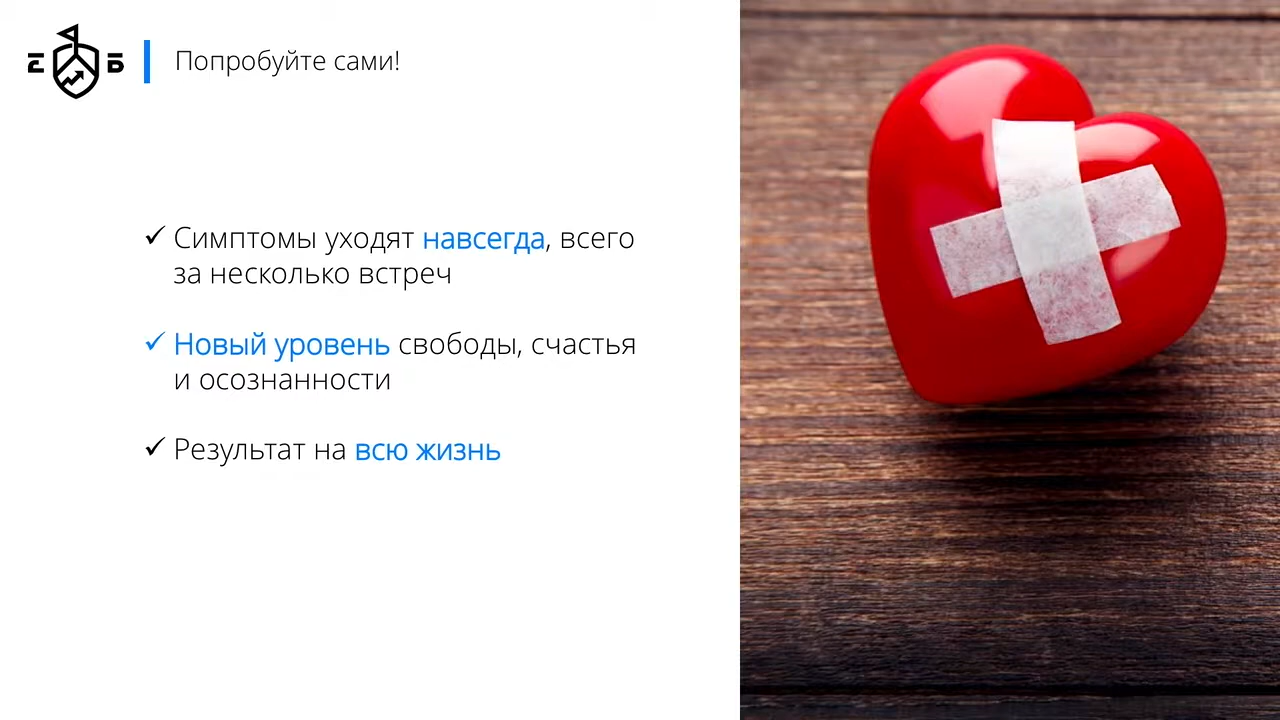 Е Б
Попробуйте сами!
Симптомы уходят навсегда, всего
за несколько встреч
Новый уровень свободы, счастья
и осознанности
Результат на всю жизнь